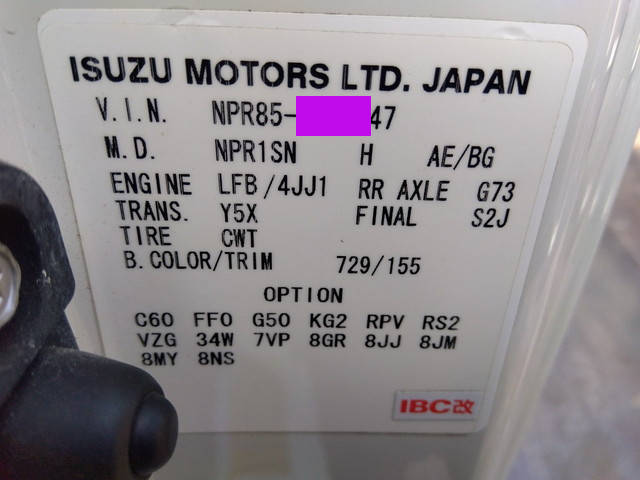 ISUZU MOTORS LTD. JAPAN
V.I.N. NPR85- 47
M.D. NPR1SN H AE/BG
ENGINE LFB/4JJ1 RR AXLE G73
TRANS. Y5X FINAL S2J
TIRE CWT
B.COLOR/TRIM 729/155
OPTION
C60 FF0 G50 KG2 RPV RS2
VZG 34W 7VP 8GR 8JJ 8JM
8MY 8NS
IBC改